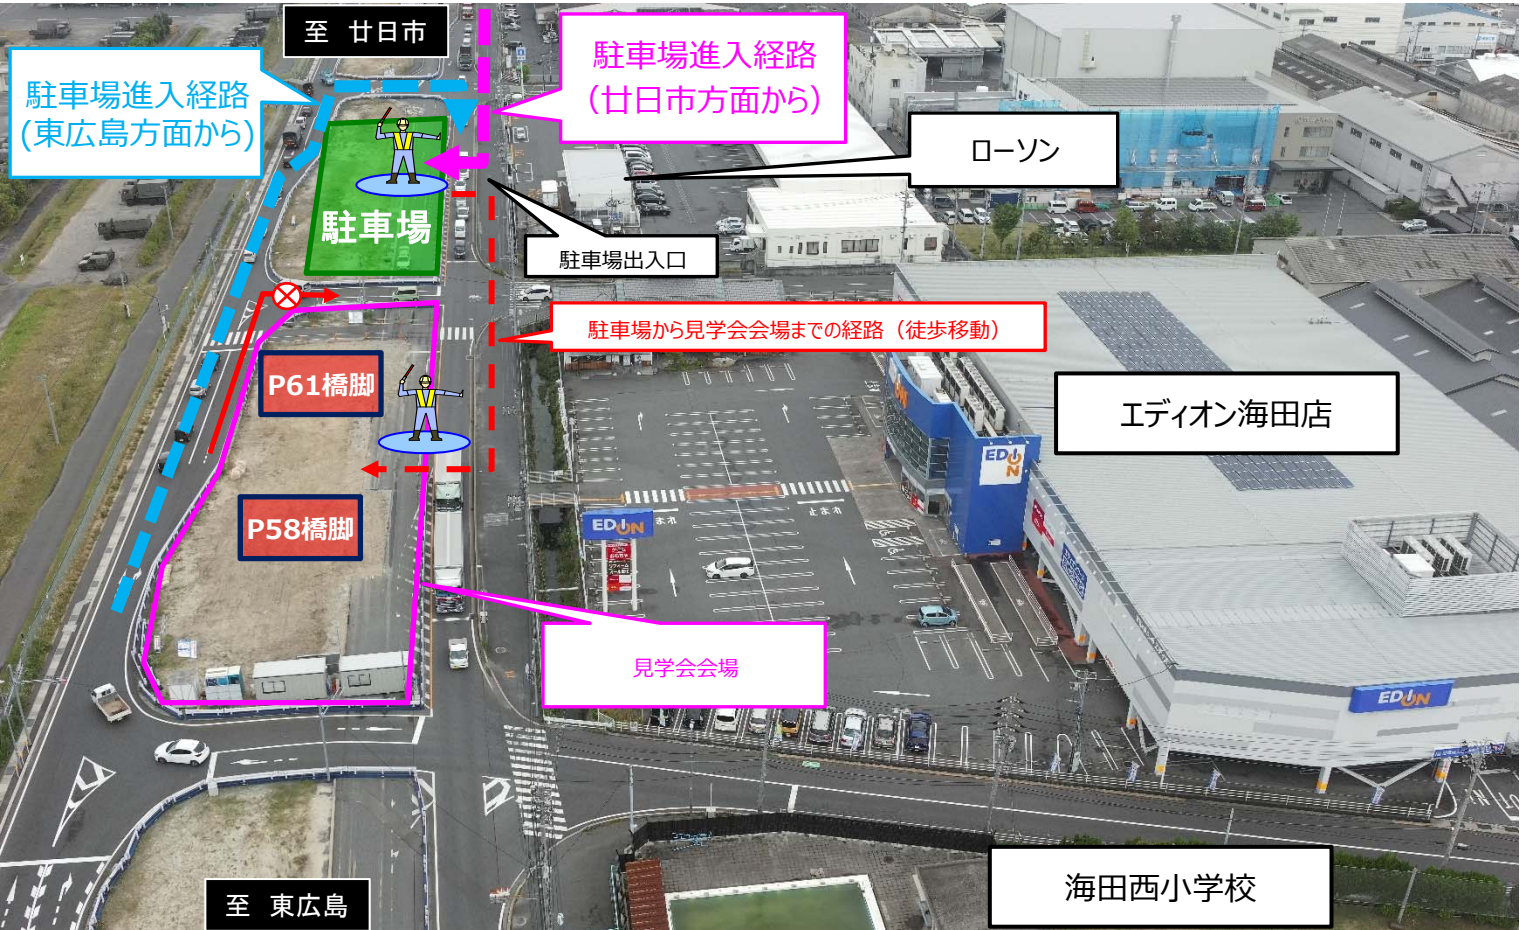 至 廿日市
駐車場進入経路
(東広島方面から)
駐車場進入経路
(廿日市方面から)
ローソン
駐車場
駐車場出入口
駐車場から見学会会場までの経路（徒歩移動）
P61橋脚
エディオン海田店
P58橋脚
EDION
EDION
止まれ
見学会会場
EDION
海田西小学校
至 東広島